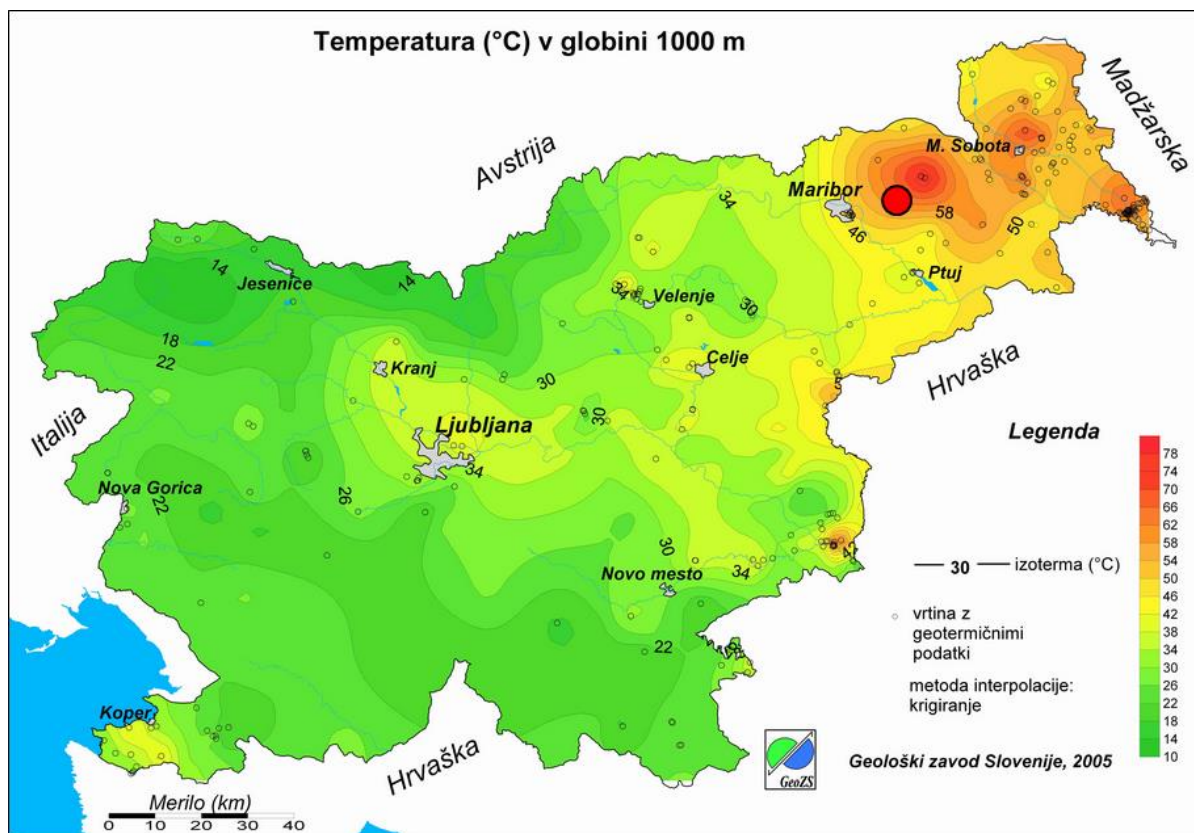 Temperatura (°C) v globini 1000 m
Madžarska
Avstrija
M. Sobota
Maribor
34
58
50
46
14
Jesenice
14
Ptuj
34
Velenje
30
18
22
Kranj
Celje
Hrvaška
30
5
30
Italija
Ljubljana
Legenda
34
Nova Gorica
22
26
78
74
70
66
62
58
54
50
46
42
38
34
30
26
22
18
14
10
42
30
34
Novo mesto
30 izoterma (°C)
vrtina z
geotermičnimi
podatki
22
metoda interpolacije:
krigiranje
Koper
Hrvaška
GeoZS
Geološki zavod Slovenije, 2005
Merilo (km)
0 10 20 30 40